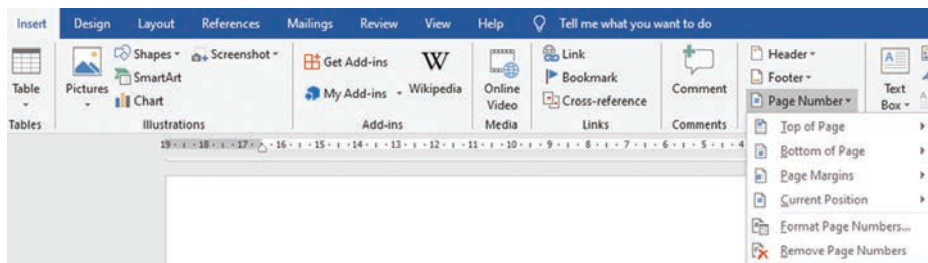 Insert Design Layout References Mailings Review View Help Tell me what you want to do
Shapes Screenshot Get Add-ins W Link Header
Table Pictures SmartArt My Add-ins Wikipedia Online Video Bookmark Comment Footer Text Box
Chart Cross-reference Page Number
Tables Illustrations Add-ins Media Links Comments
19 18 17 16 15 14 13 12 11 10 9 8 7 6 5 4
Top of Page
Bottom of Page
Page Margins
Current Position
Format Page Numbers...
Remove Page Numbers